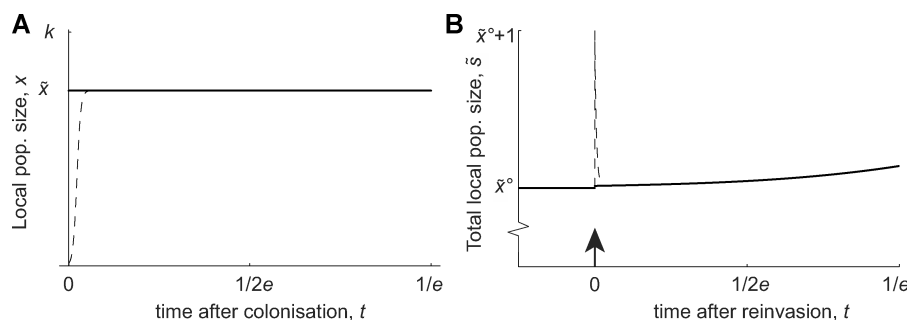 A
k
x̃
Local pop. size, x
0
1/2e
1/e
time after colonisation, t
B
x̃°+1
x̃°
Total local pop. size, s̃
0
1/2e
1/e
time after reinvasion, t